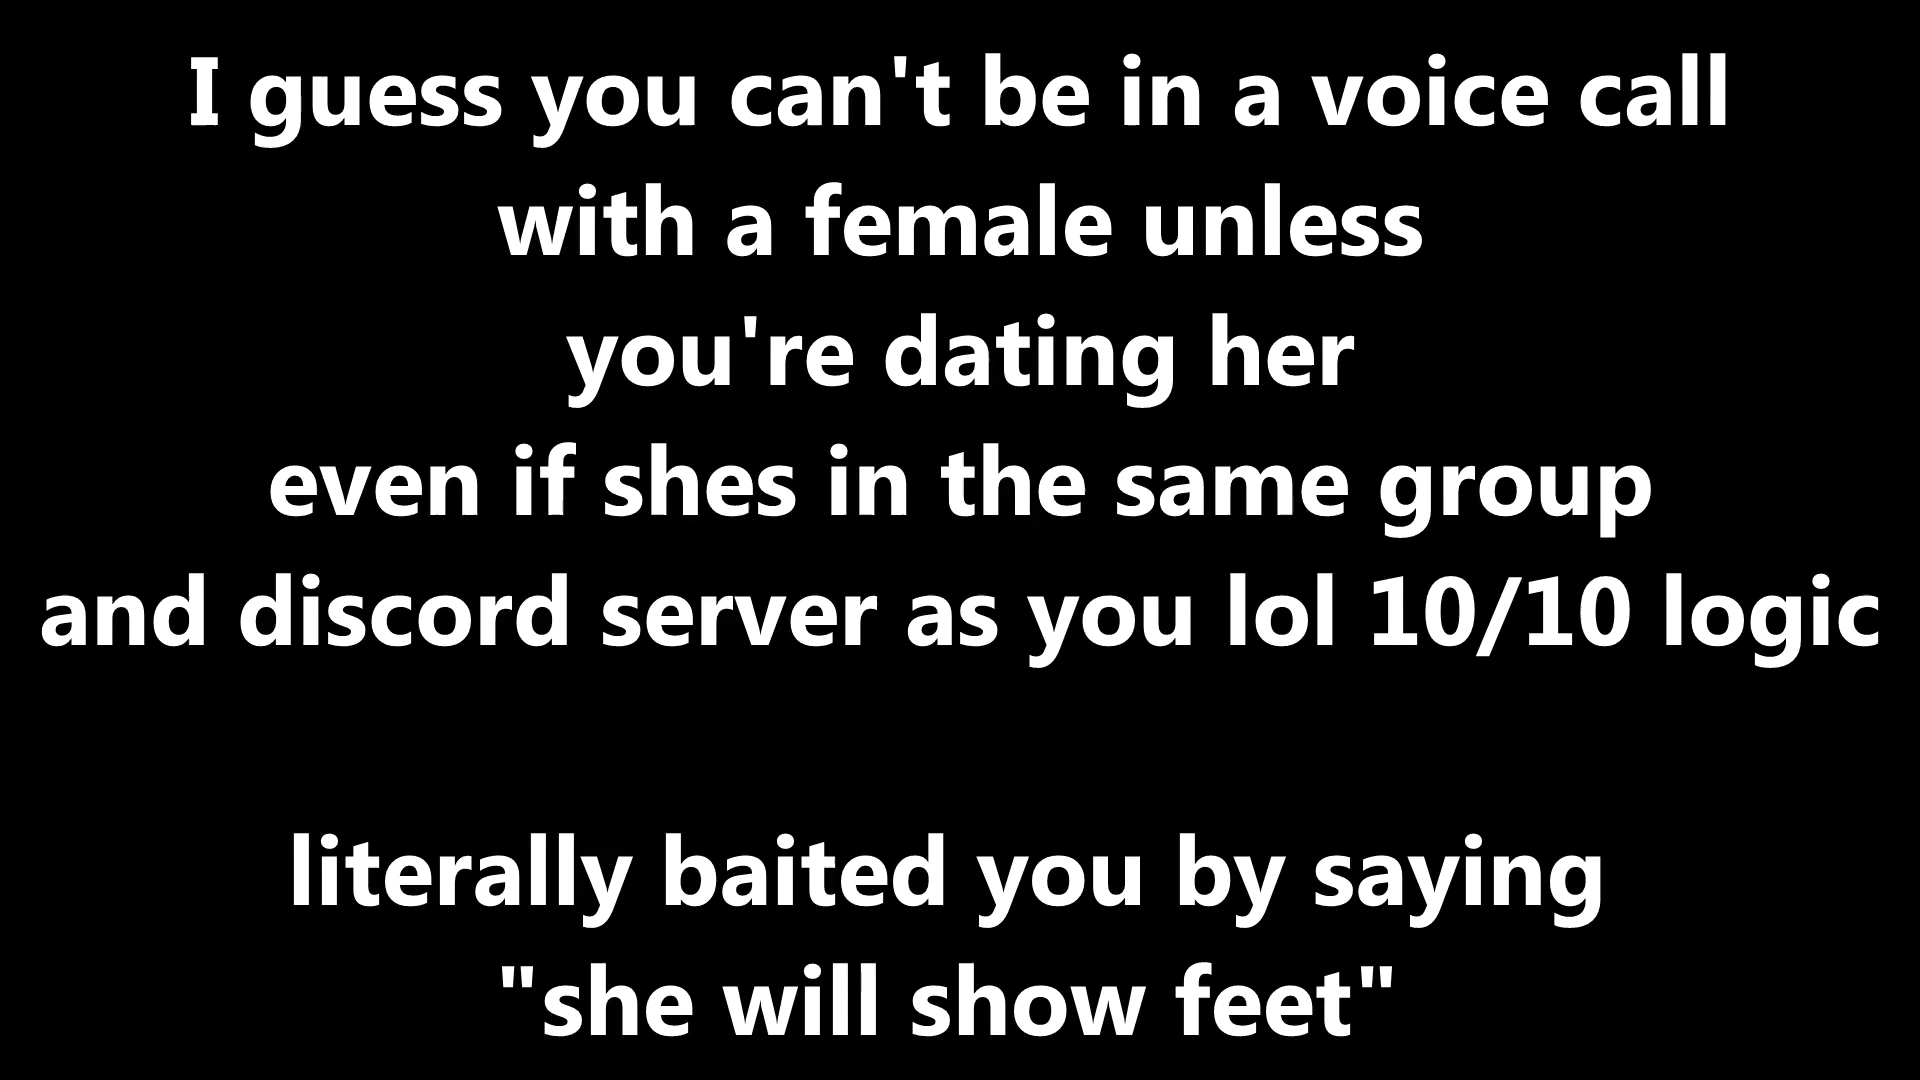 I guess you can't be in a voice call
with a female unless
you're dating her
even if shes in the same group
and discord server as you lol 10/10 logic
literally baited you by saying
"she will show feet"